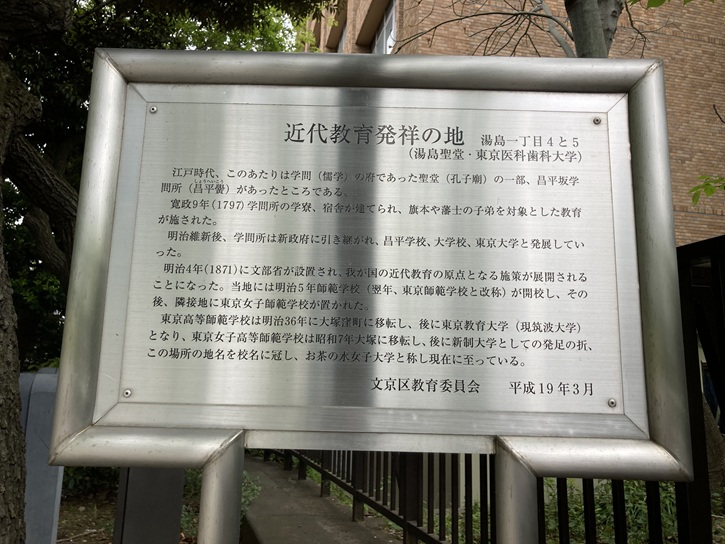 近代教育発祥の地 湯島一丁目4と5
(湯島聖堂・東京医科歯科大学)
江戸時代、このあたりは学問（儒学）の府であった聖堂（孔子廟）の一部、昌平坂学
しょうへいこう
問所（昌平黌）があったところである。
寛政9年(1797)学問所の学寮、宿舎が建てられ、旗本や藩士の子弟を対象とした教育
が施された。
明治維新後、学問所は新政府に引き継がれ、昌平学校、大学校、東京大学と発展してい
った。
明治4年(1871)に文部省が設置され、我が国の近代教育の原点となる施策が展開される
ことになった。当地には明治5年師範学校（翌年、東京師範学校と改称）が開校し、その
後、隣接地に東京女子師範学校が置かれた。
東京高等師範学校は明治36年に大塚窪町に移転し、後に東京教育大学（現筑波大学）
となり、東京女子高等師範学校は昭和7年大塚に移転し、後に新制大学としての発足の折、
この場所の地名を校名に冠し、お茶の水女子大学と称し現在に至っている。
文京区教育委員会 平成19年3月